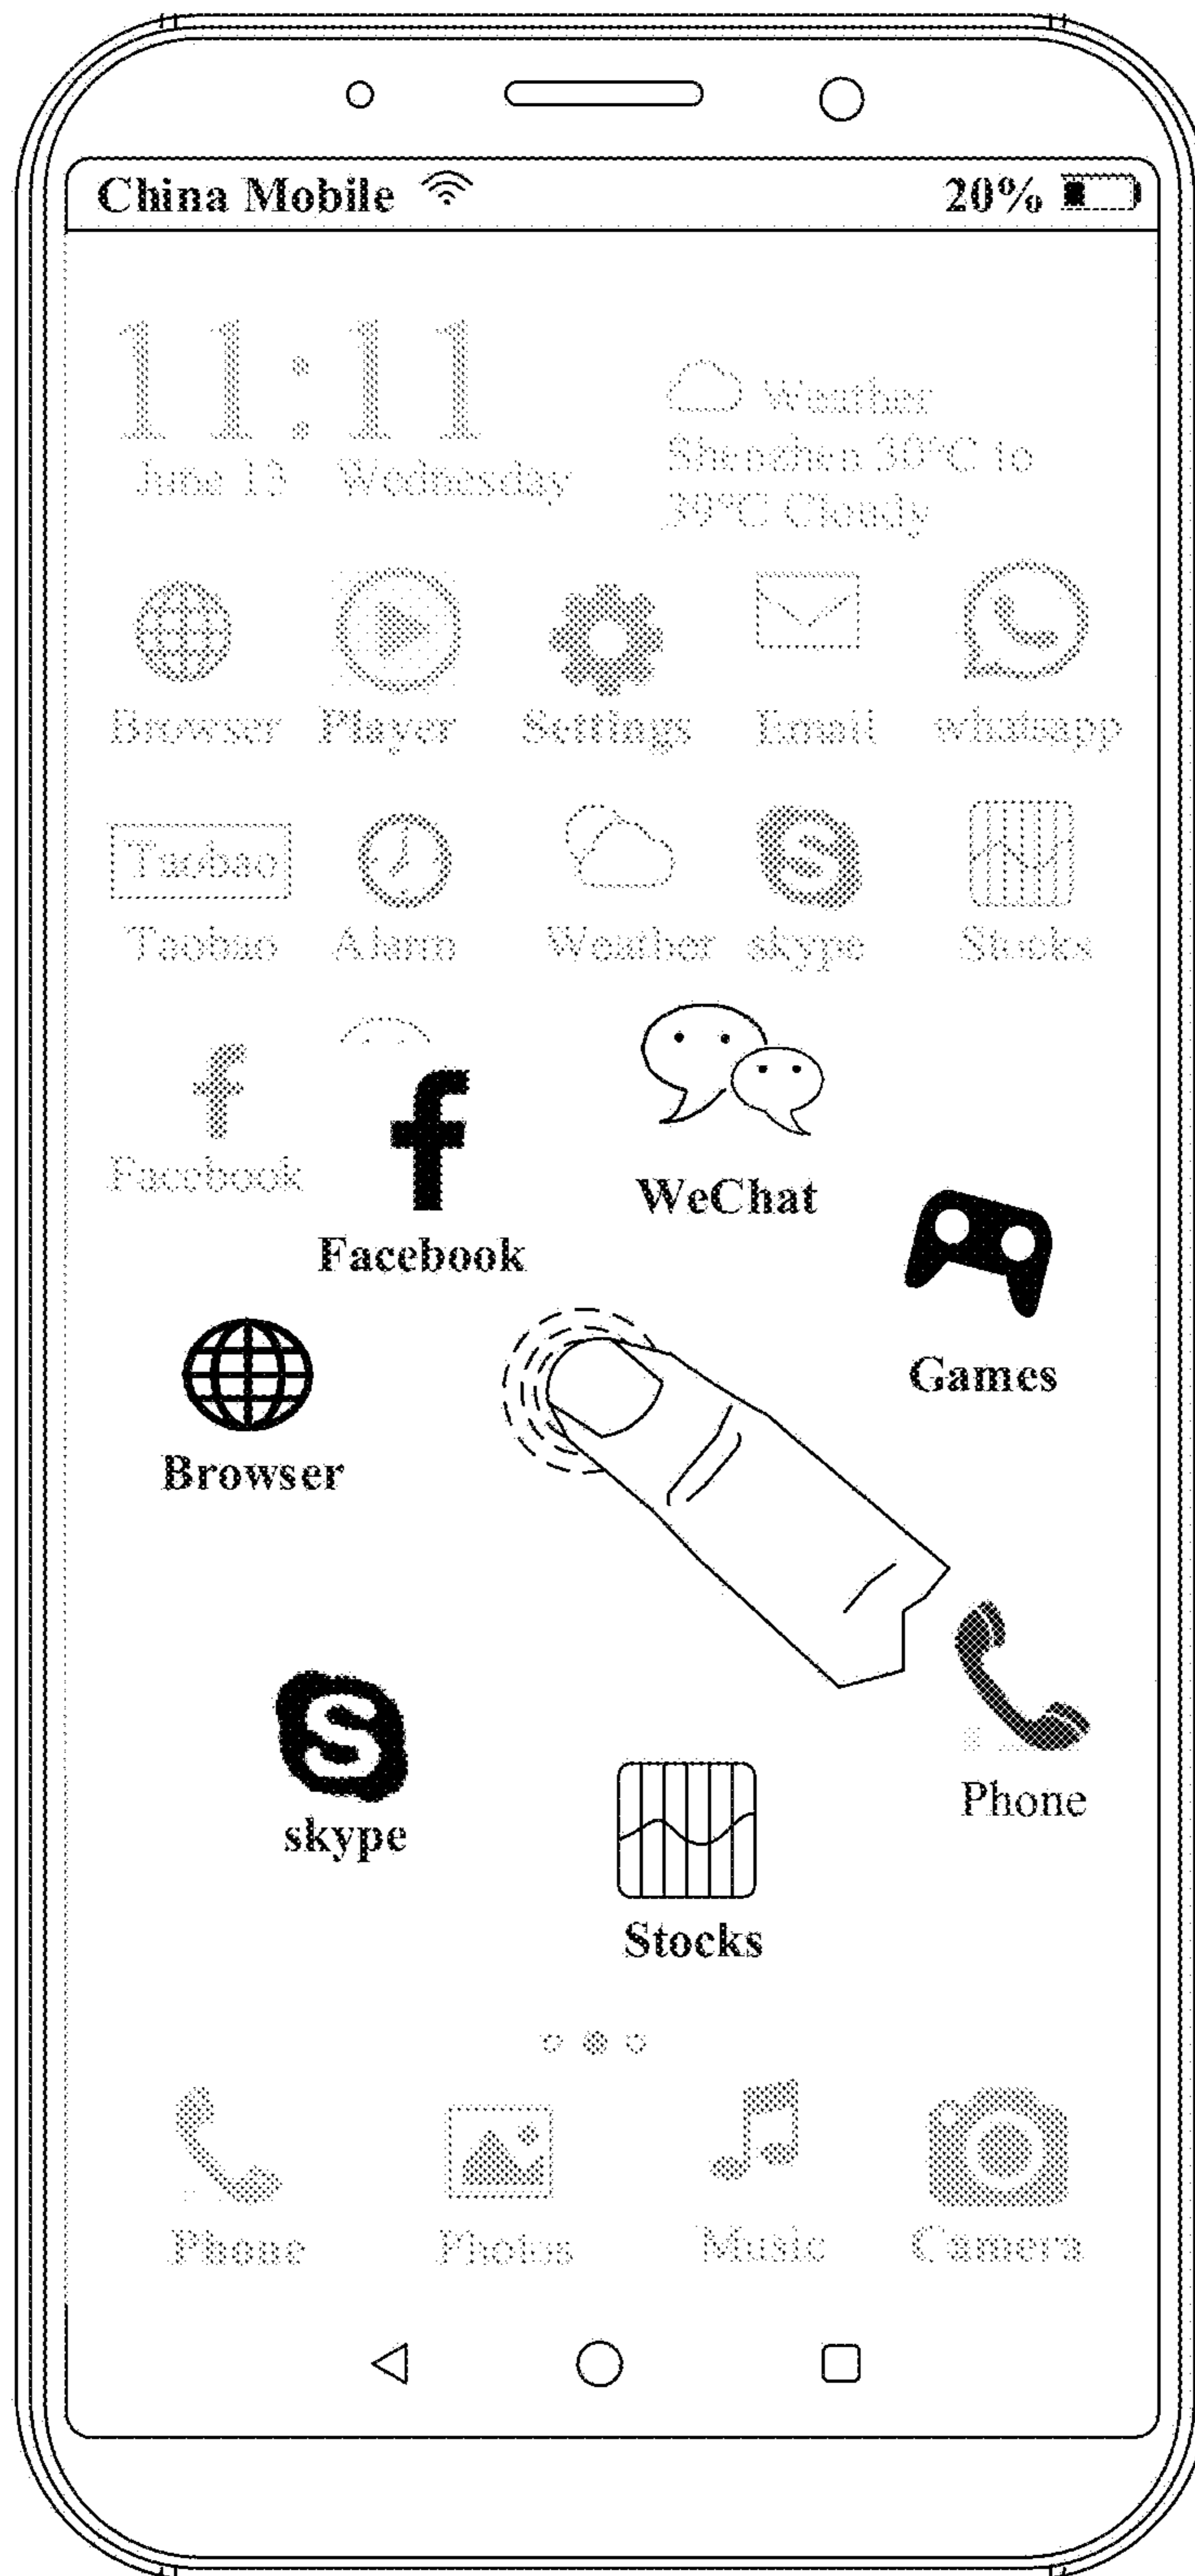 China Mobile 20%
11:11
June 13 Wednesday
Weather
Shenzhen 30°C to
39°C Cloudy
Browser Player Settings Email whatsapp
Taobao
Taobao Alarm Weather skype Stocks
Facebook
WeChat
Facebook
Games
Browser
Phone
skype
Stocks
Phone Photos Music Camera